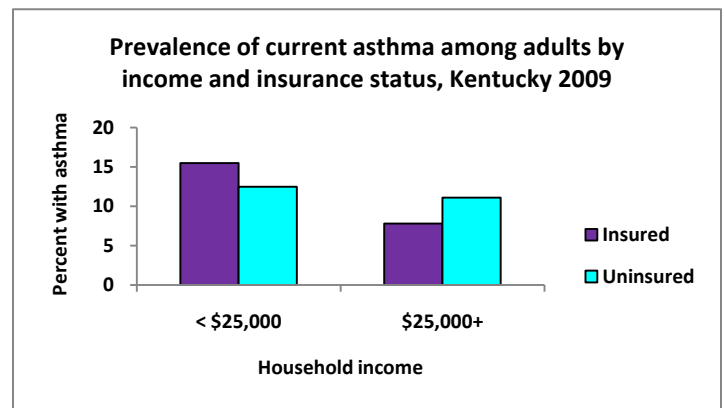 Prevalence of current asthma among adults by
income and insurance status, Kentucky 2009
Percent with asthma
20
15
10
5
0
< $25,000
$25,000+
Household income
Insured
Uninsured